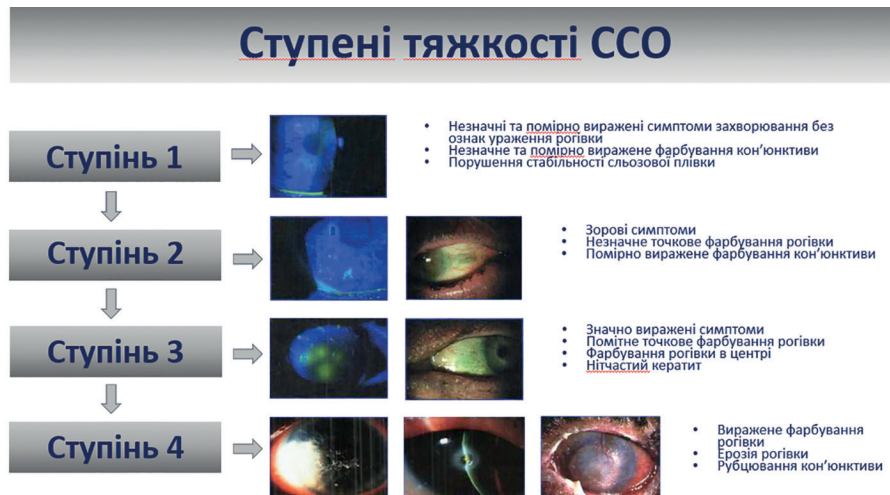 Ступені тяжкості ССО
Ступінь 1
• Незначні та помірно виражені симптоми захворювання без
ознак ураження рогівки
• Незначне та помірно виражене фарбування кон'юнктиви
• Порушення стабільності сльозової плівки
Ступінь 2
• Зорові симптоми
• Незначне точкове фарбування рогівки
• Помірно виражене фарбування кон'юнктиви
Ступінь 3
• Значно виражені симптоми
• Помітне точкове фарбування рогівки
• Фарбування рогівки в центрі
• Нітчастий кератит
Ступінь 4
• Виражене фарбування
рогівки
• Ерозія рогівки
• Рубцювання кон'юнктиви